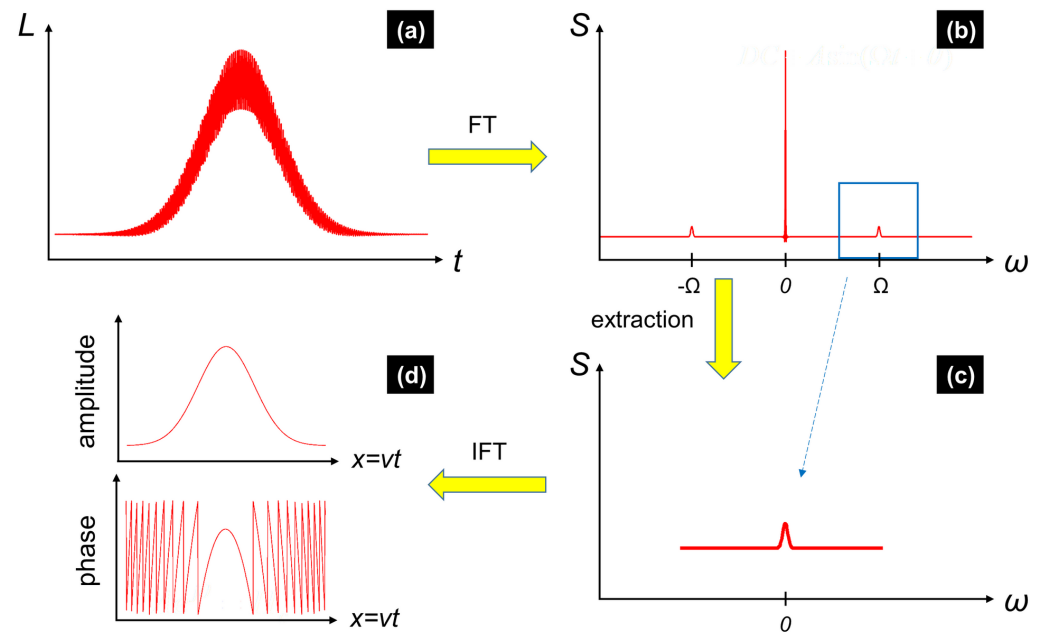 L
(a)
t
FT
S
(b)
-Ω
0
Ω
ω
extraction
S
(c)
0
ω
IFT
(d)
amplitude
x=vt
phase
x=vt